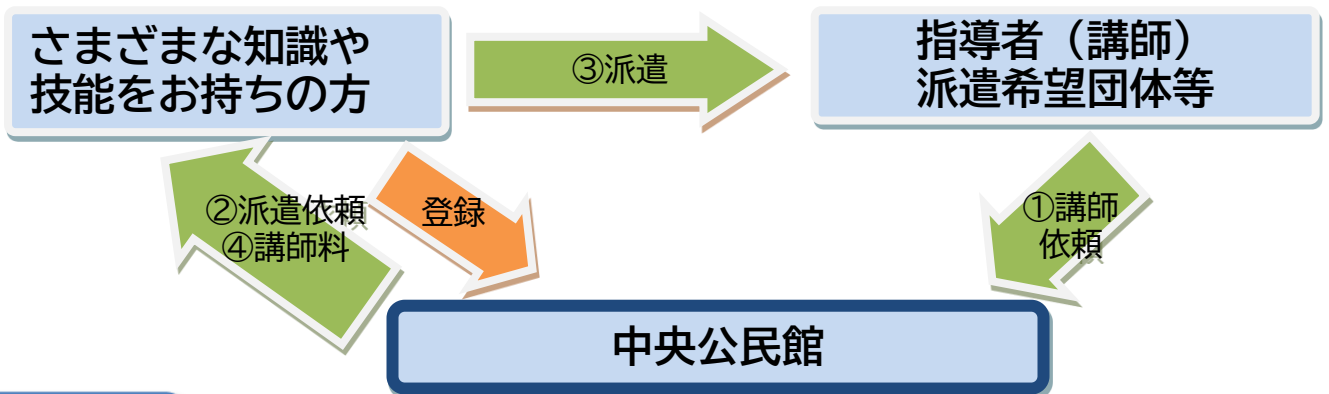 さまざまな知識や
技能をお持ちの方
③派遣
指導者（講師）
派遣希望団体等
②派遣依頼
④講師料
登録
①講師
依頼
中央公民館